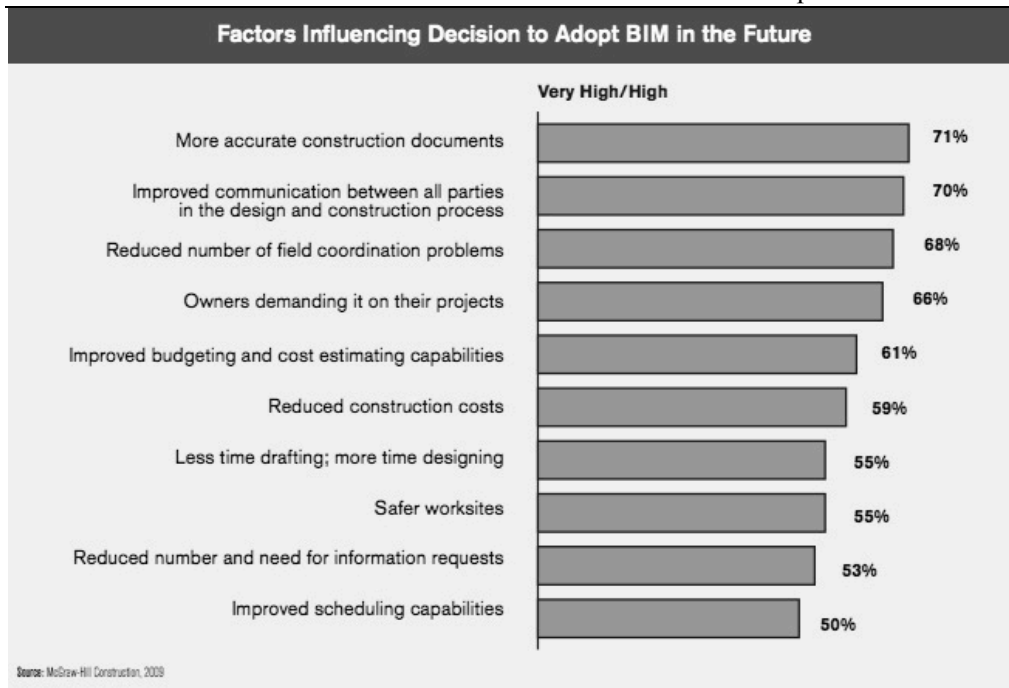 Factors Influencing Decision to Adopt BIM in the Future
Very High/High
More accurate construction documents
71%
Improved communication between all parties
in the design and construction process
70%
Reduced number of field coordination problems
68%
Owners demanding it on their projects
66%
Improved budgeting and cost estimating capabilities
61%
Reduced construction costs
59%
Less time drafting; more time designing
55%
Safer worksites
55%
Reduced number and need for information requests
53%
Improved scheduling capabilities
50%
Source: McGraw-Hill Construction, 2009